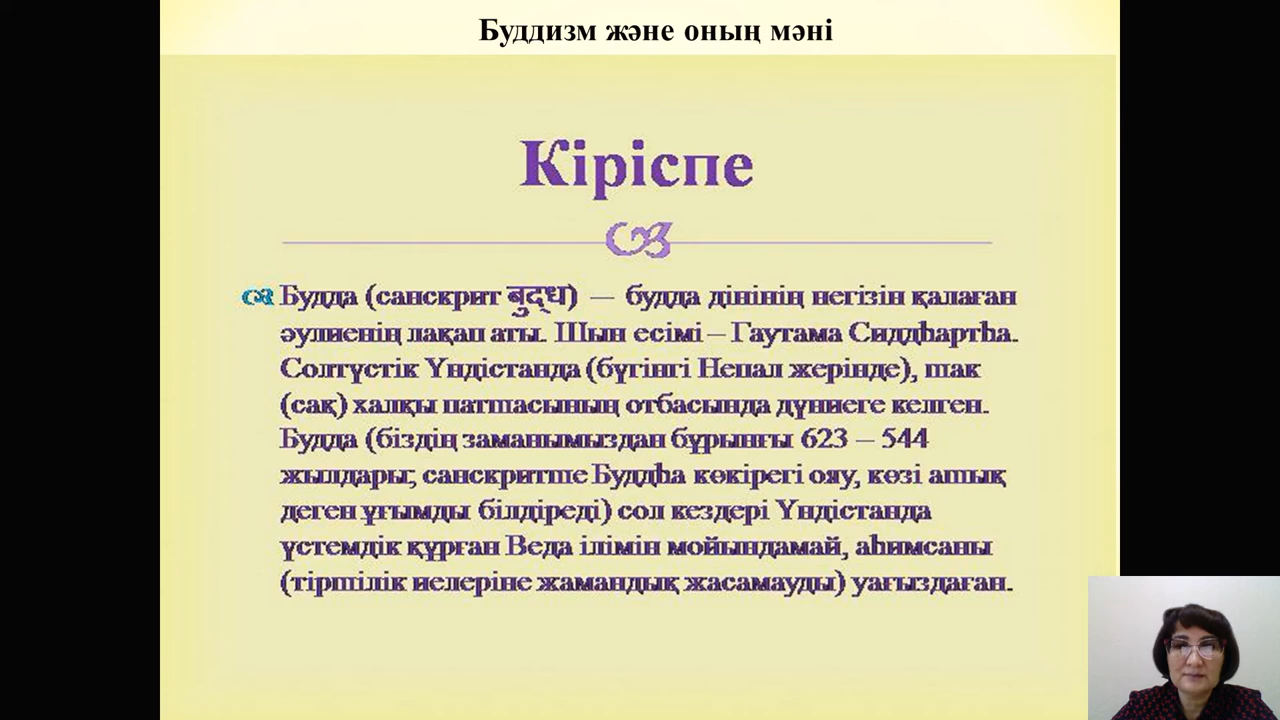 Буддизм және оның мәні
Кіріспе
Будда (санскрит बुद्ध) — будда дінінің негізін қалаған
әулиенің лақап аты. Шын есімі – Гаутама Сиддһартһа.
Солтүстік Үндістанда (бүгінгі Непал жерінде), шак
(сақ) халқы патшасының отбасында дүниеге келген.
Будда (біздің заманымыздан бұрынғы 623 – 544
жылдары; санскритше Буддһа көкірегі ояу, көзі ашық
деген ұғымды білдіреді) сол кездері Үндістанда
үстемдік құрған Веда ілімін мойындамай, аһимсаны
(тіршілік иелеріне жамандық жасамауды) уағыздаған.